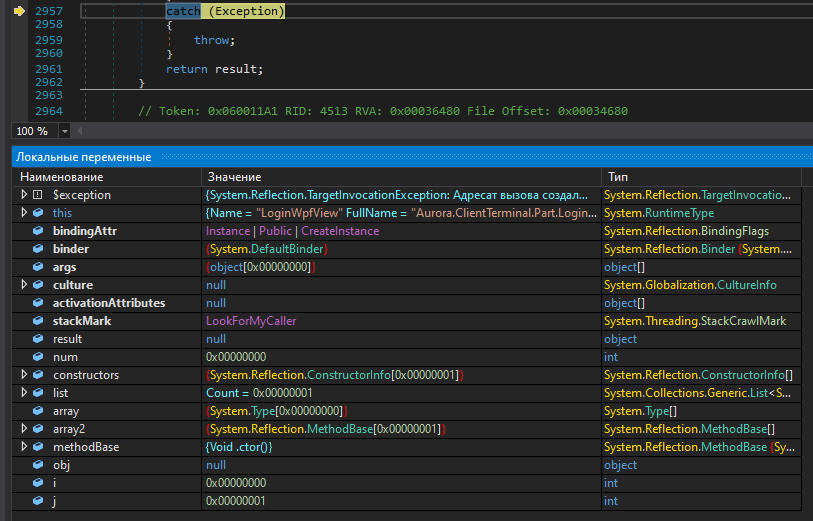 2957 catch (Exception)
2958 {
2959 throw;
2960 }
2961 return result;
2962 }
2963
2964 // Token: 0x060011A1 RID: 4513 RVA: 0x00036480 File Offset: 0x00034680
100 %
Локальные переменные
Наименование Значение Тип
$exception {System.Reflection.TargetInvocationException: Адресат вызова создал... System.Reflection.TargetInvocatio...
this {Name = "LoginWpfView" FullName = "Aurora.ClientTerminal.Part.Login... System.RuntimeType
bindingAttr Instance | Public | CreateInstance System.Reflection.BindingFlags
binder {System.DefaultBinder} System.Reflection.Binder {System....
args {object[0x00000000]} object[]
culture null System.Globalization.CultureInfo
activationAttributes null object[]
stackMark LookForMyCaller System.Threading.StackCrawlMark
result null object
num 0x00000000 int
constructors {System.Reflection.ConstructorInfo[0x00000001]} System.Reflection.ConstructorInfo[]
list Count = 0x00000001 System.Collections.Generic.List<S...
array {System.Type[0x00000000]} System.Type[]
array2 {System.Reflection.MethodBase[0x00000001]} System.Reflection.MethodBase[]
methodBase {Void .ctor()} System.Reflection.MethodBase {Sy...
obj null object
i 0x00000000 int
j 0x00000001 int